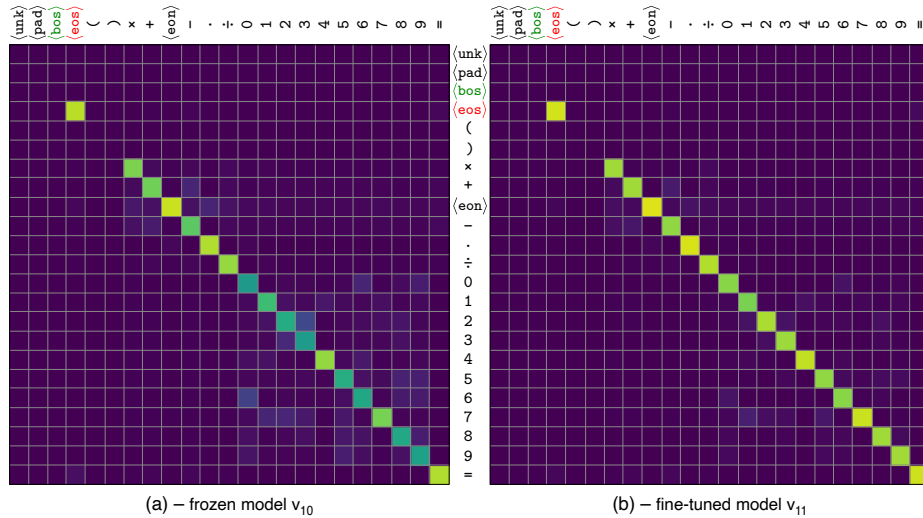 ⟨unk⟩ ⟨pad⟩ ⟨bos⟩ ⟨eos⟩ ( ) × + ⟨eon⟩ − · ÷ 0 1 2 3 4 5 6 7 8 9 =
⟨unk⟩ ⟨pad⟩ ⟨bos⟩ ⟨eos⟩ ( ) × + ⟨eon⟩ − · ÷ 0 1 2 3 4 5 6 7 8 9 =
⟨unk⟩
⟨pad⟩
⟨bos⟩
⟨eos⟩
(
)
×
+
⟨eon⟩
−
·
÷
0
1
2
3
4
5
6
7
8
9
=
(a) – frozen model v₁₀
(b) – fine-tuned model v₁₁